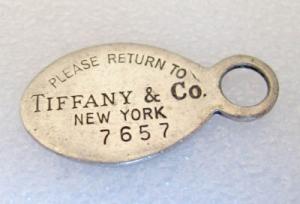 PLEASE RETURN TO
TIFFANY & Co.
NEW YORK
7657